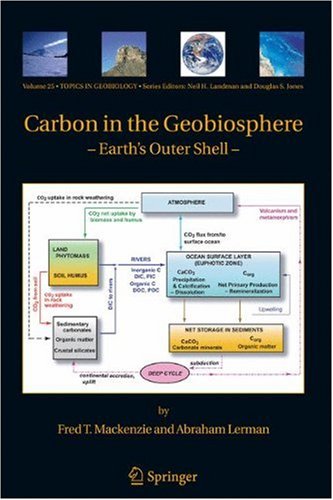 Volume 25 • TOPICS IN GEOBIOLOGY • Series Editors: Neil H. Landman and Douglas S. Jones
Carbon in the Geobiosphere
– Earth's Outer Shell –
CO₂ uptake in rock weathering
ATMOSPHERE
Volcanism and
metamorphism
CO₂ net uptake by
biomass and humus
CO₂ flux from/to
surface ocean
LAND
PHYTOMASS
SOIL HUMUS
RIVERS
Inorganic C
DIC, PIC
Organic C
DOC, POC
OCEAN SURFACE LAYER
(EUPHOTIC ZONE)
CaCO₃
Precipitation
& Calcification
– Dissolution
Corg
Net Primary Production
– Remineralization
CO₂ from soil
CO₂ uptake
in rock
weathering
DIC to rivers
Upwelling
Sedimentary
carbonates
Organic matter
Crustal silicates
NET STORAGE IN SEDIMENTS
CaCO₃
Carbonate minerals
Corg
Organic matter
subduction
continental accretion,
uplift
DEEP CYCLE
by
Fred T. Mackenzie and Abraham Lerman
Springer